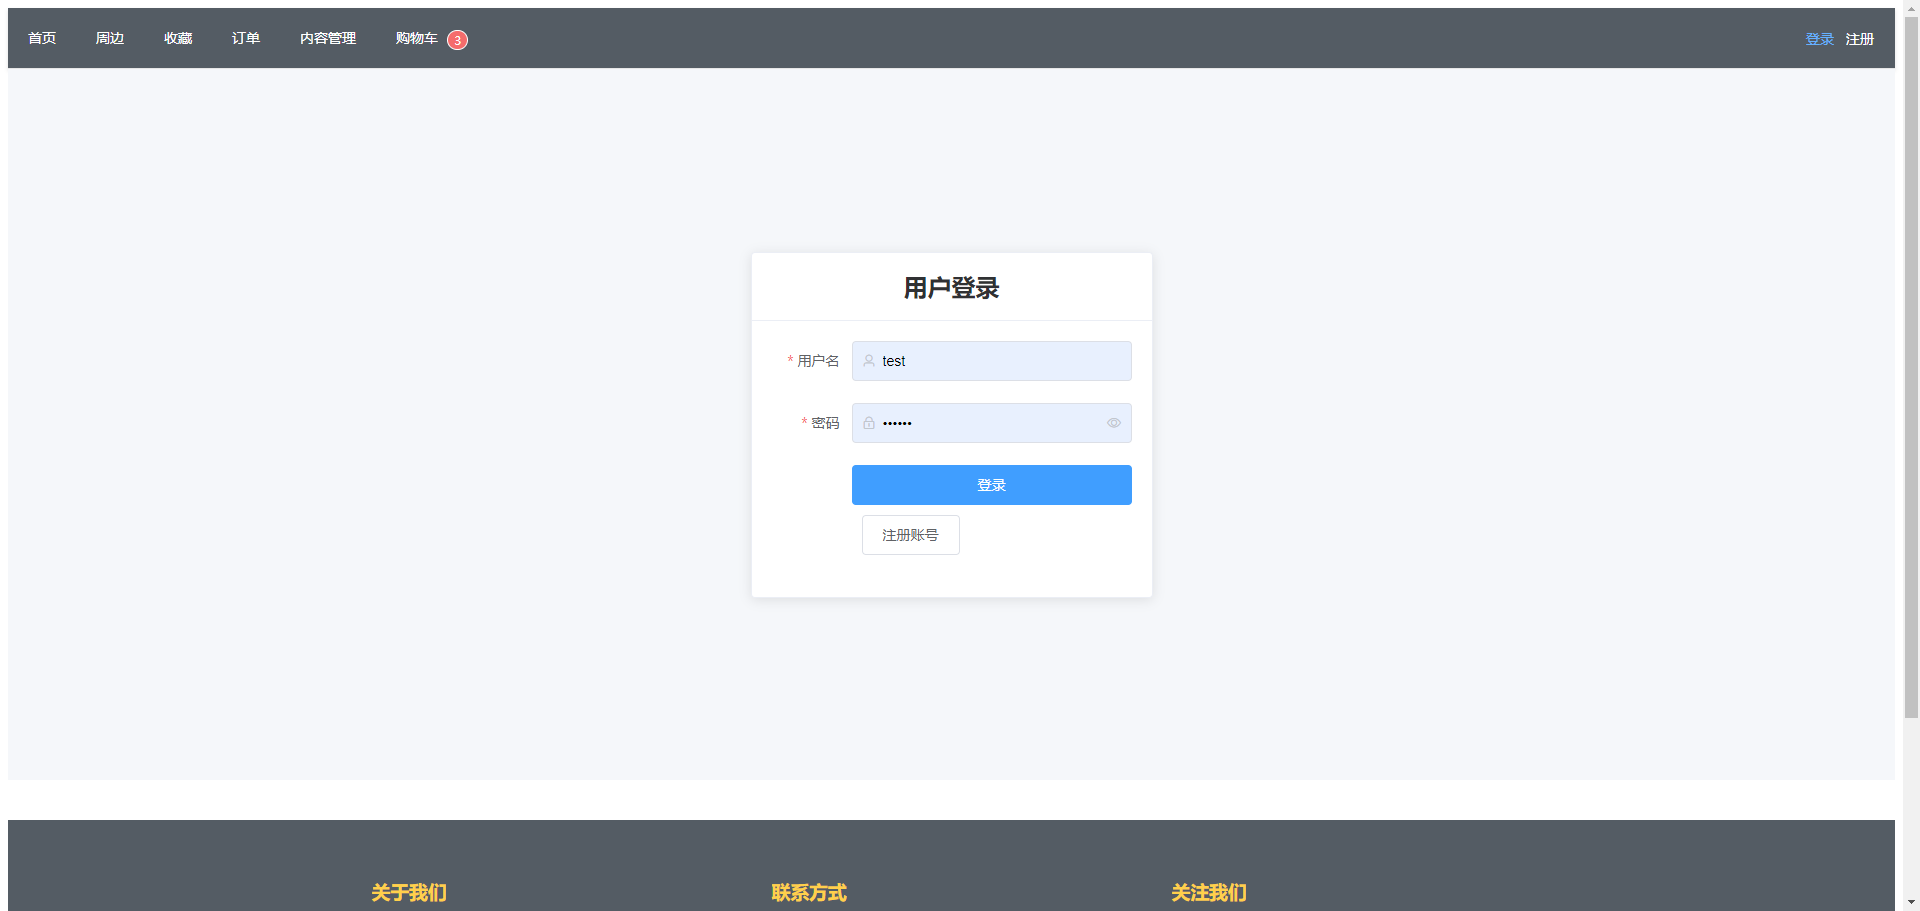 首页 周边 收藏 订单 内容管理 购物车 3 登录 注册
用户登录
* 用户名 test
* 密码 ••••••
登录
注册账号
关于我们 联系方式 关注我们